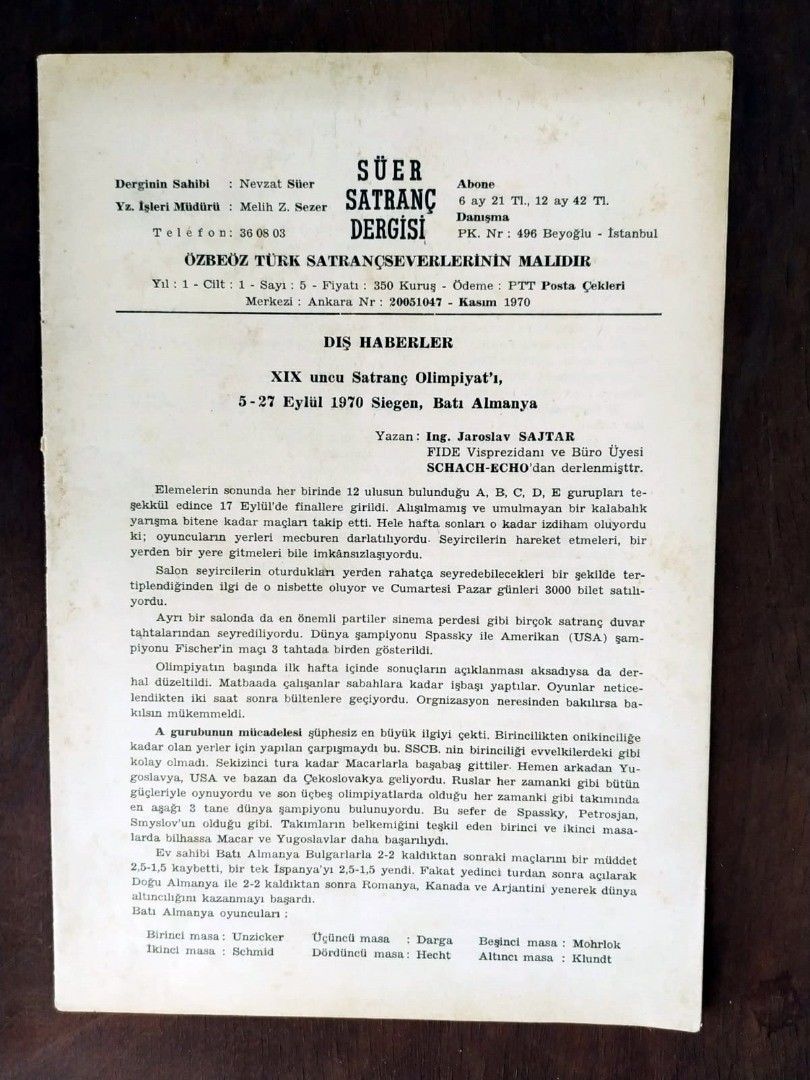 SÜER
SATRANÇ
DERGİSİ
Derginin Sahibi : Nevzat Süer
Yz. İşleri Müdürü : Melih Z. Sezer
Telefon: 36 08 03
Abone
6 ay 21 Tl., 12 ay 42 Tl.
Danışma
PK. Nr : 496 Beyoğlu - İstanbul
ÖZBEÖZ TÜRK SATRANÇSEVERLERİNİN MALIDIR
Yıl : 1 - Cilt : 1 - Sayı : 5 - Fiyatı : 350 Kuruş - Ödeme : PTT Posta Çekleri
Merkezi : Ankara Nr : 20051047 - Kasım 1970
DIŞ HABERLER
XIX uncu Satranç Olimpiyat'ı,
5-27 Eylül 1970 Siegen, Batı Almanya
Yazan : Ing. Jaroslav SAJTAR
FIDE Visprezidanı ve Büro Üyesi
SCHACH-ECHO'dan derlenmişttr.
Elemelerin sonunda her birinde 12 ulusun bulunduğu A, B, C, D, E gurupları te-
şekkül edince 17 Eylül'de finallere girildi. Alışılmamış ve umulmayan bir kalabalık
yarışma bitene kadar maçları takip etti. Hele hafta sonları o kadar izdiham oluyordu
ki; oyuncuların yerleri mecburen darlatılıyordu. Seyircilerin hareket etmeleri, bir
yerden bir yere gitmeleri bile imkânsızlaşıyordu.
Salon seyircilerin oturdukları yerden rahatça seyredebilecekleri bir şekilde ter-
tiplendiğinden ilgi de o nisbette oluyor ve Cumartesi Pazar günleri 3000 bilet satılı-
yordu.
Ayrı bir salonda da en önemli partiler sinema perdesi gibi birçok satranç duvar
tahtalarından seyrediliyordu. Dünya şampiyonu Spassky ile Amerikan (USA) şam-
piyonu Fischer'in maçı 3 tahtada birden gösterildi.
Olimpiyatın başında ilk hafta içinde sonuçların açıklanması aksadıysa da der-
hal düzeltildi. Matbaada çalışanlar sabahlara kadar işbaşı yaptılar. Oyunlar netice-
lendikten iki saat sonra bültenlere geçiyordu. Orgnizasyon neresinden bakılırsa ba-
kılsın mükemmeldi.
A gurubunun mücadelesi şüphesiz en büyük ilgiyi çekti. Birincilikten onikinciliğe
kadar olan yerler için yapılan çarpışmaydı bu. SSCB. nin birinciliği evvelkilerdeki gibi
kolay olmadı. Sekizinci tura kadar Macarlarla başabaş gittiler. Hemen arkadan Yu-
goslavya, USA ve bazan da Çekoslovakya geliyordu. Ruslar her zamanki gibi bütün
güçleriyle oynuyordu ve son üçbeş olimpiyatlarda olduğu her zamanki gibi takımında
en aşağı 3 tane dünya şampiyonu bulunuyordu. Bu sefer de Spassky, Petrosjan,
Smyslov'un olduğu gibi. Takımların belkemiğini teşkil eden birinci ve ikinci masa-
larda bilhassa Macar ve Yugoslavlar daha başarılıydı.
Ev sahibi Batı Almanya Bulgarlarla 2-2 kaldıktan sonraki maçlarını bir müddet
2,5-1,5 kaybetti, bir tek İspanya'yı 2,5-1,5 yendi. Fakat yedinci turdan sonra açılarak
Doğu Almanya ile 2-2 kaldıktan sonra Romanya, Kanada ve Arjantini yenerek dünya
altıncılığını kazanmayı başardı.
Batı Almanya oyuncuları :
Birinci masa : Unzicker Üçüncü masa : Darga Beşinci masa : Mohrlok
İkinci masa : Schmid Dördüncü masa : Hecht Altıncı masa : Klundt